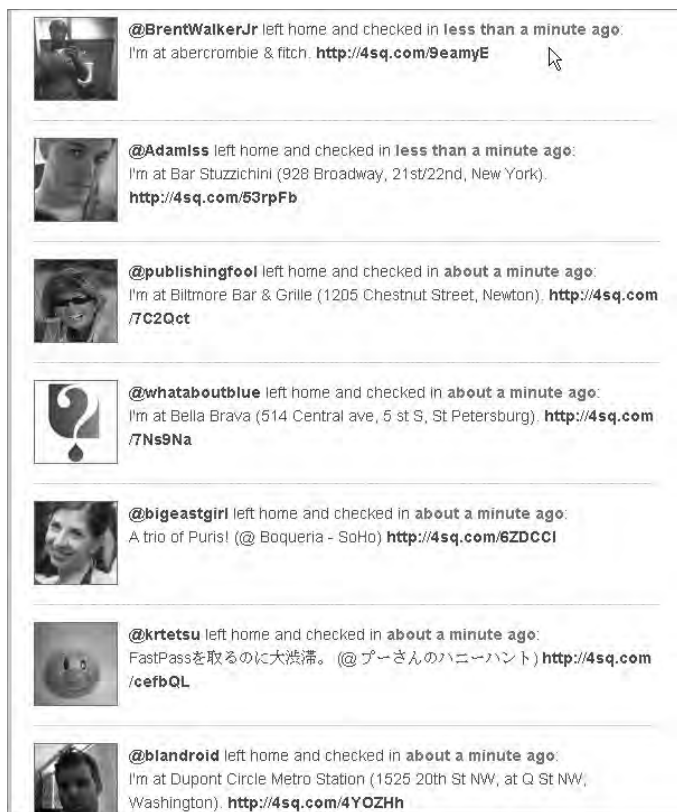 @BrentWalkerJr left home and checked in less than a minute ago:
I'm at abercrombie & fitch. http://4sq.com/9eamyE
@Adamiss left home and checked in less than a minute ago:
I'm at Bar Stuzzichini (928 Broadway, 21st/22nd, New York).
http://4sq.com/53rpFb
@publishingfool left home and checked in about a minute ago:
I'm at Biltmore Bar & Grille (1205 Chestnut Street, Newton). http://4sq.com
/7C2Qct
@whataboutblue left home and checked in about a minute ago:
I'm at Bella Brava (514 Central ave, 5 st S, St Petersburg). http://4sq.com
/7Ns9Na
@bigeastgirl left home and checked in about a minute ago:
A trio of Puris! (@ Boqueria - SoHo) http://4sq.com/6ZDCCI
@krtetsu left home and checked in about a minute ago:
FastPassを取るのに大渋滞。 (@ プーさんのハニーハント) http://4sq.com
/cefbQL
@blandroid left home and checked in about a minute ago:
I'm at Dupont Circle Metro Station (1525 20th St NW, at Q St NW,
Washington). http://4sq.com/4YOZHh